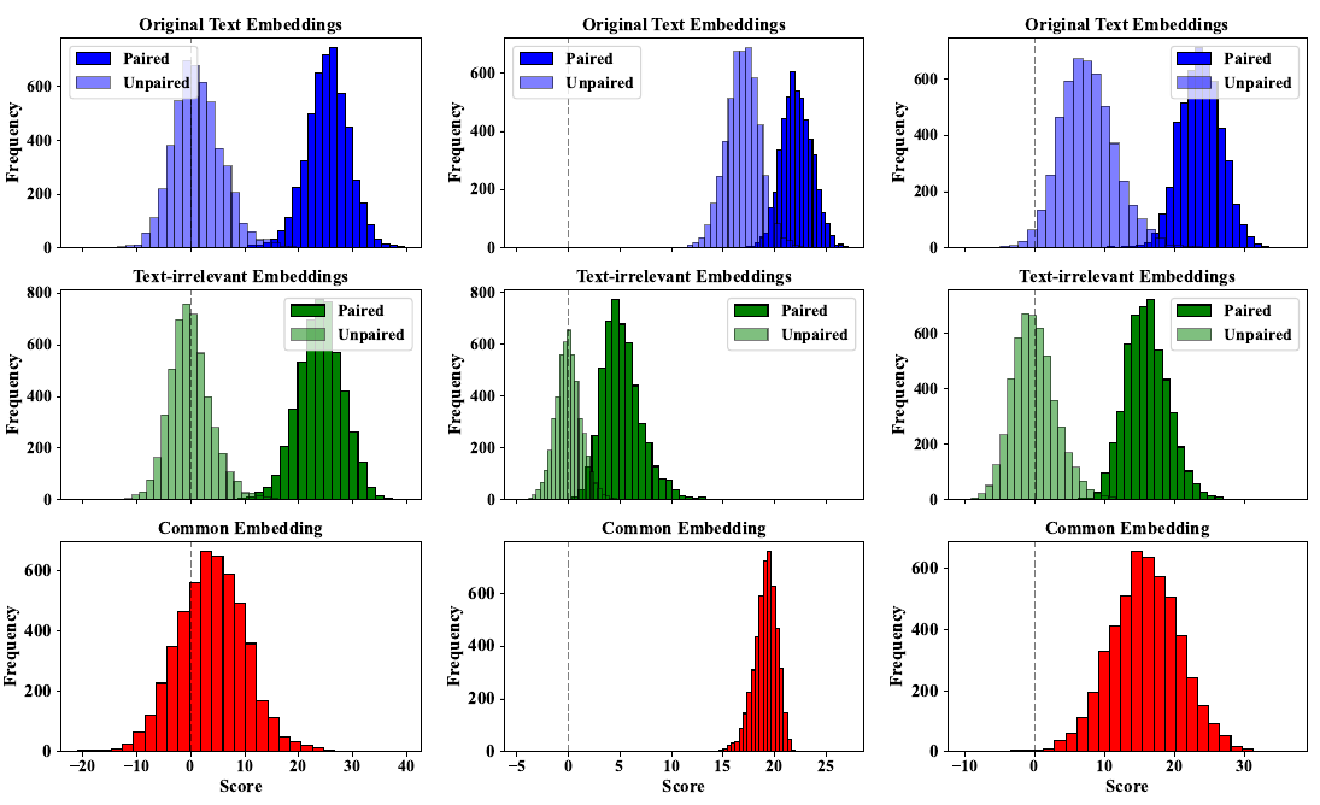 Original Text Embeddings
Original Text Embeddings
Original Text Embeddings
Frequency
600
400
200
0
Paired
Unpaired
Frequency
600
400
200
0
Paired
Unpaired
Frequency
600
400
200
0
Paired
Unpaired
Text-irrelevant Embeddings
Text-irrelevant Embeddings
Text-irrelevant Embeddings
Frequency
800
600
400
200
0
Paired
Unpaired
Frequency
800
600
400
200
0
Paired
Unpaired
Frequency
600
400
200
0
Paired
Unpaired
Common Embedding
Common Embedding
Common Embedding
Frequency
600
400
200
0
−20 −10 0 10 20 30 40
Score
Frequency
600
400
200
0
−5 0 5 10 15 20 25
Score
Frequency
600
400
200
0
−10 0 10 20 30
Score